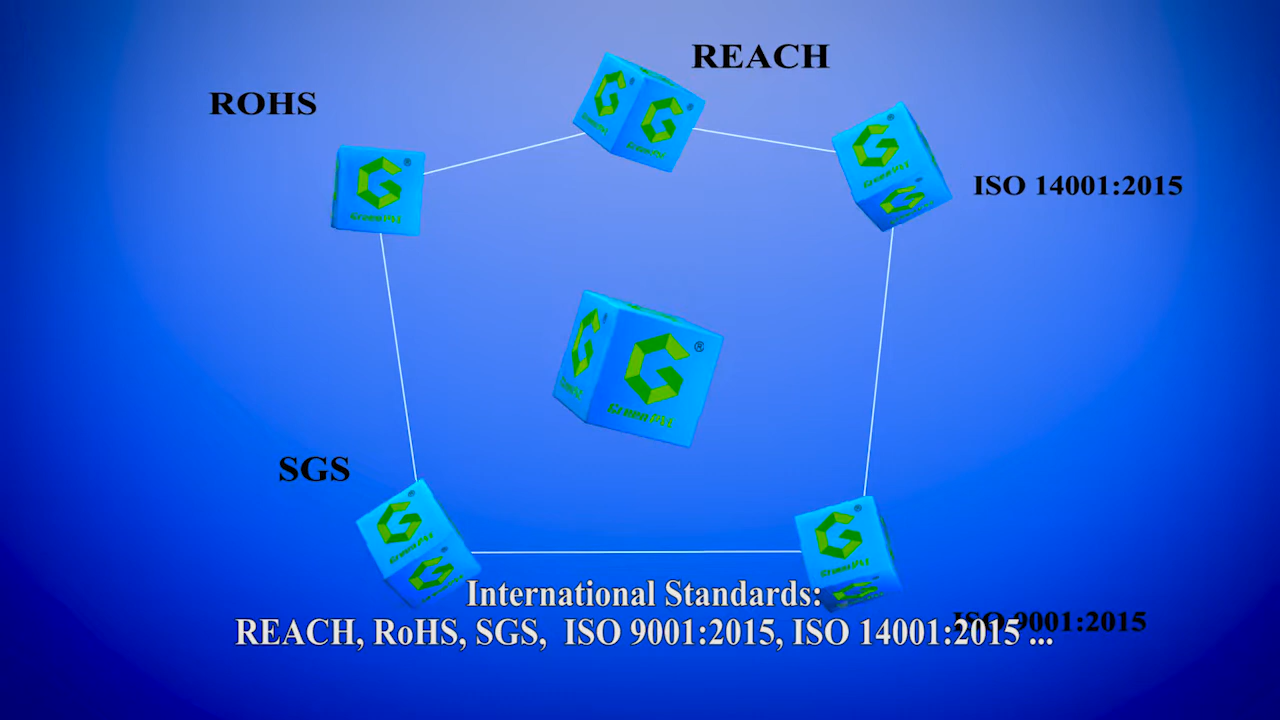 REACH
ROHS
ISO 14001:2015
SGS
International Standards:
REACH, RoHS, SGS, ISO 9001:2015, ISO 14001:2015 ...
ISO 9001:2015